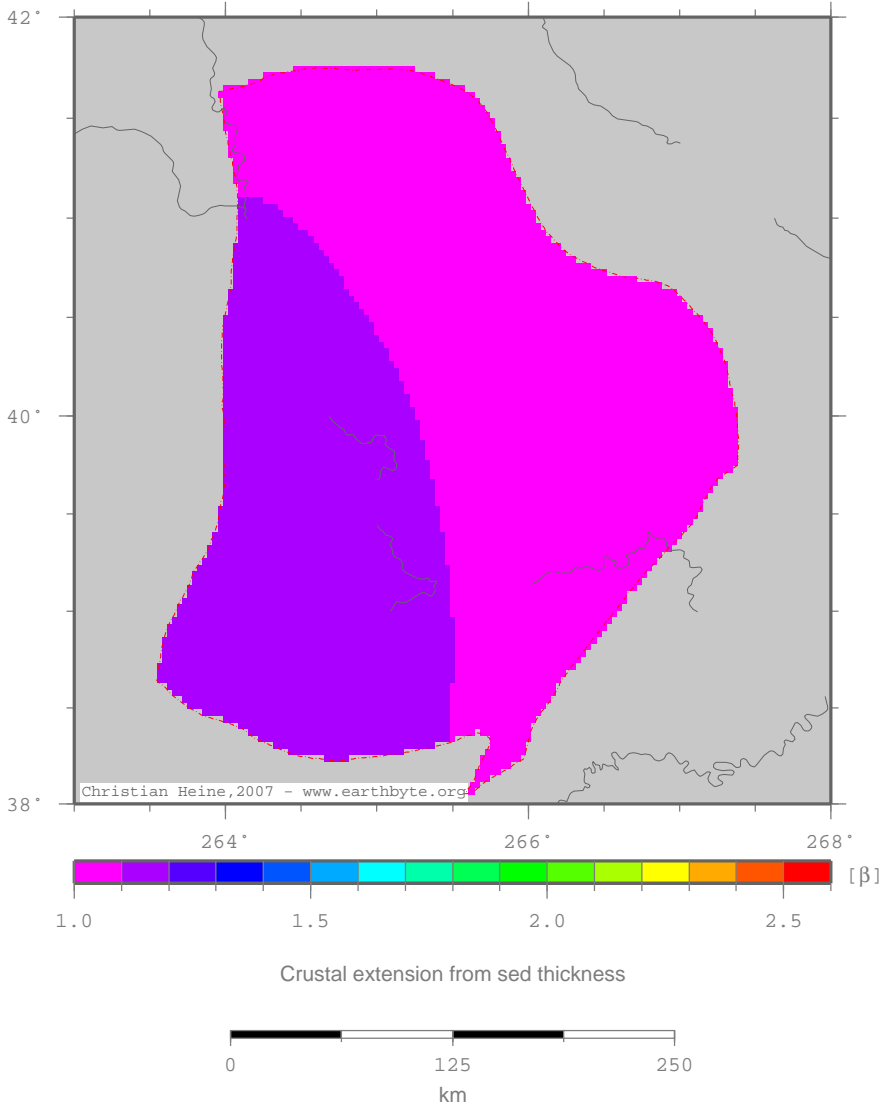 42°
40°
38°
Christian Heine,2007 - www.earthbyte.org
264° 266° 268°
[β]
1.0 1.5 2.0 2.5
Crustal extension from sed thickness
0 125 250
km